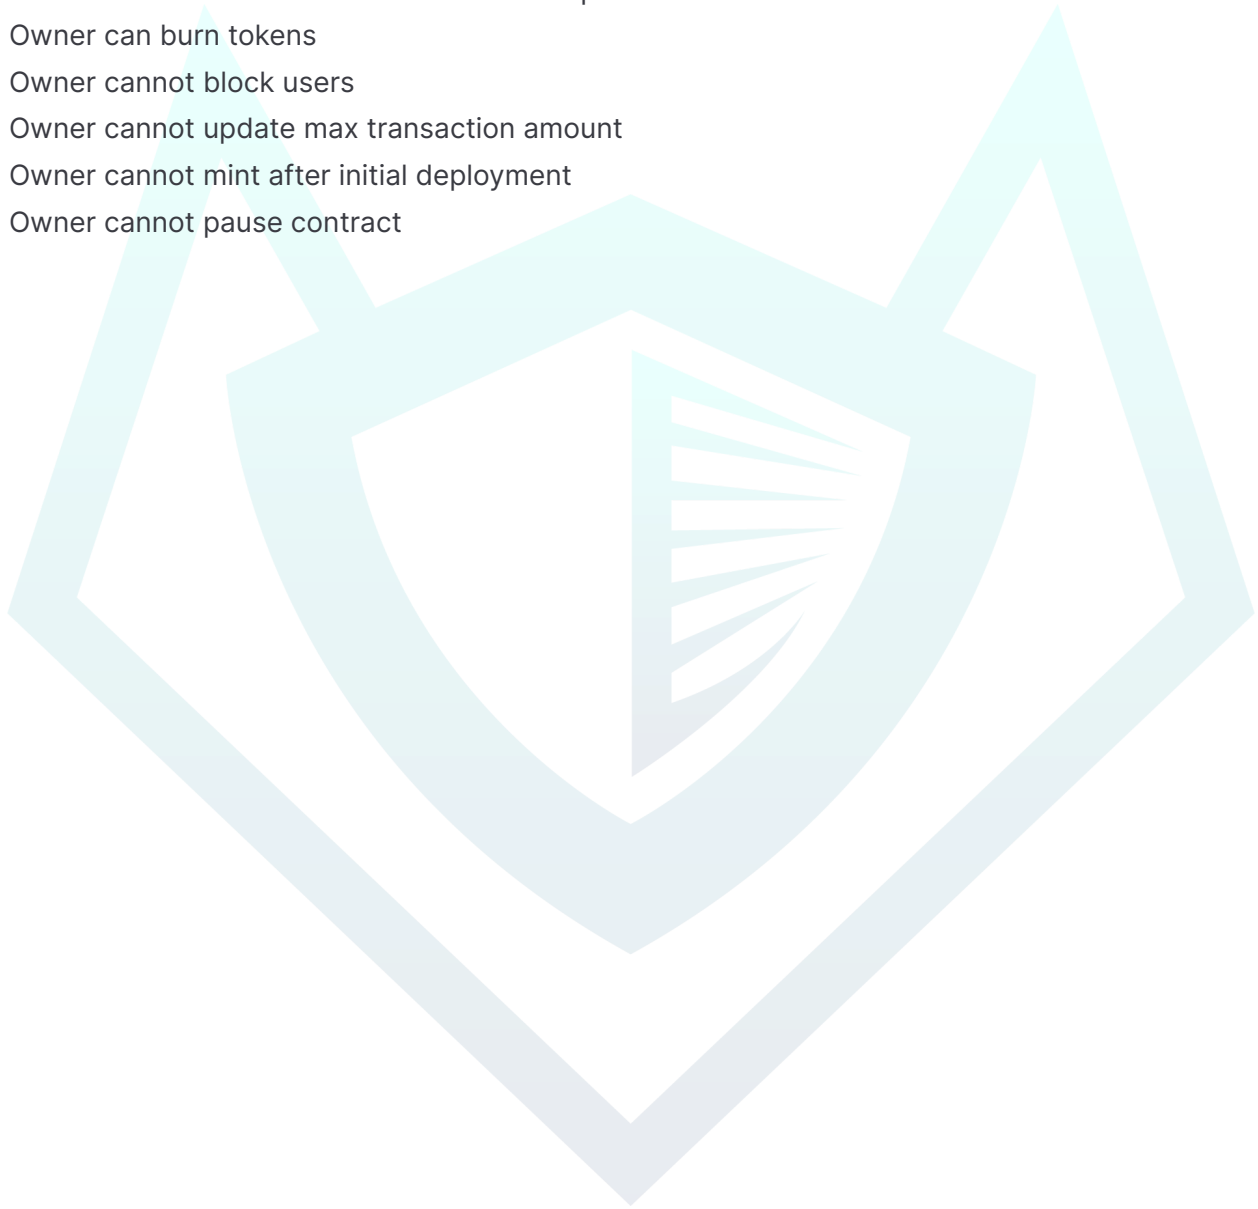 Owner can burn tokens
Owner cannot block users
Owner cannot update max transaction amount
Owner cannot mint after initial deployment
Owner cannot pause contract